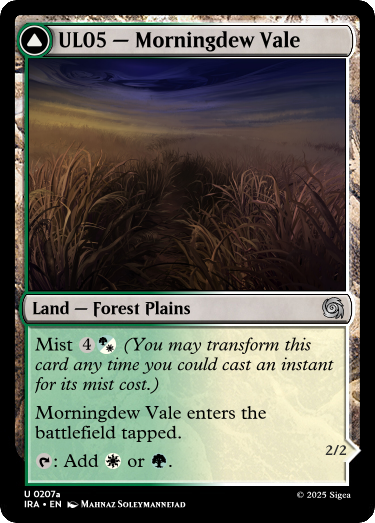 UL05 — Morningdew Vale
Land — Forest Plains
Mist 4 (You may transform this
card any time you could cast an instant
for its mist cost.)
Morningdew Vale enters the
battlefield tapped.
: Add or .
2/2
U 0207a
IRA • EN Mahnaz Soleymannejad
© 2025 Sigea